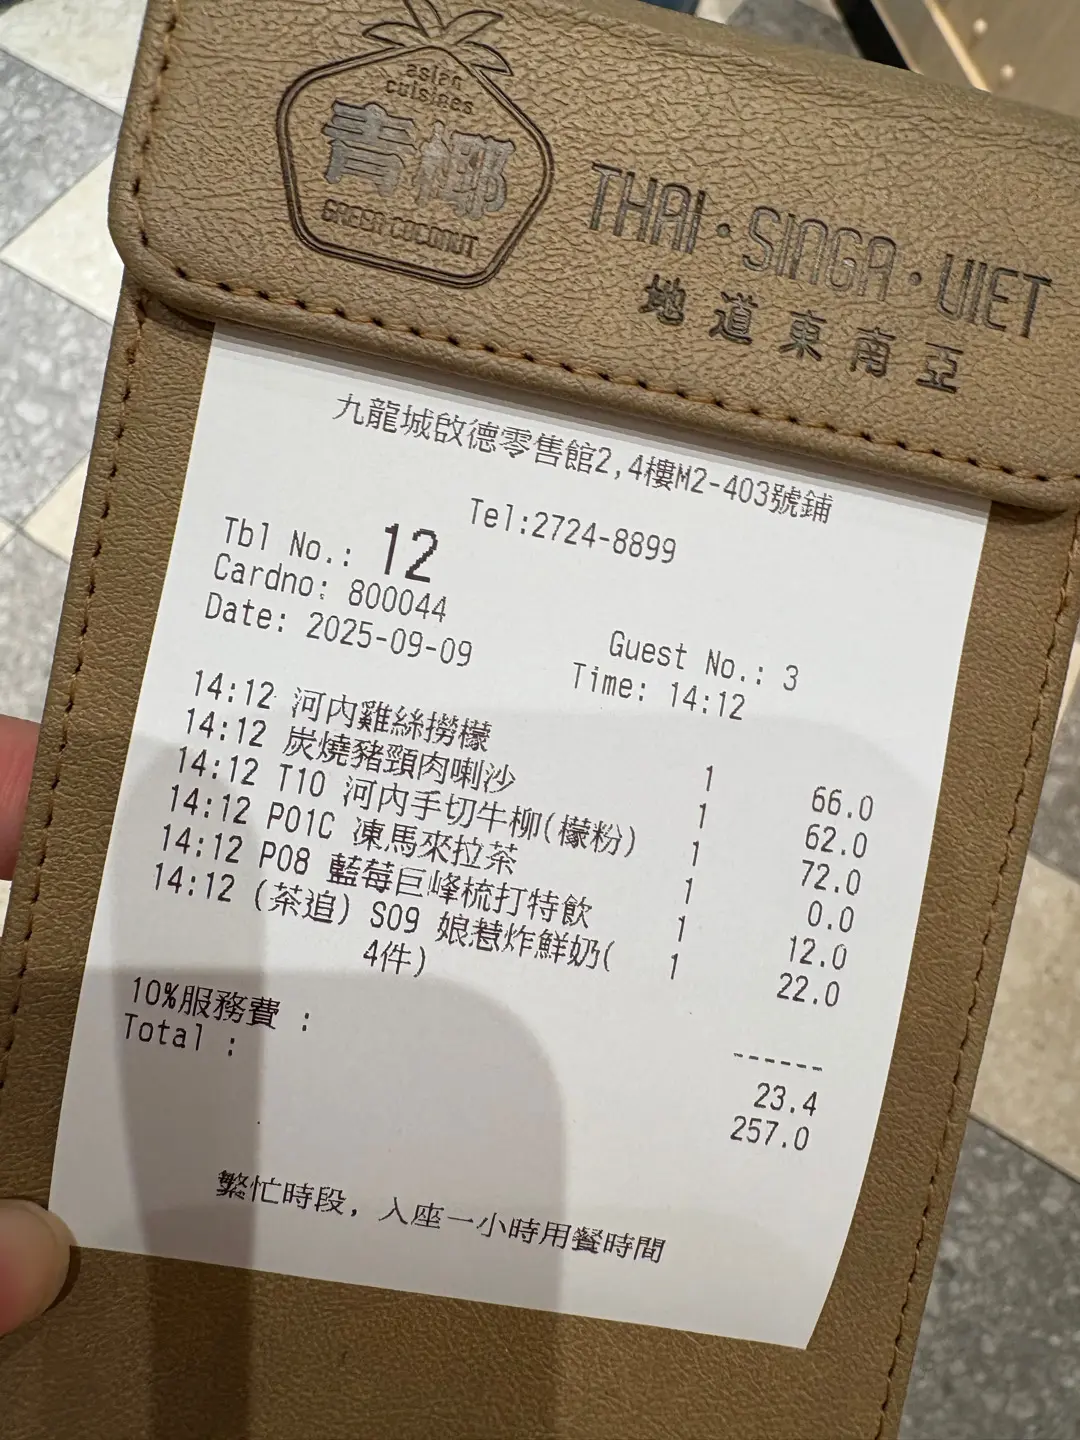 asian
cuisines
青椰
GREEN COCONUT
THAI·SINGA·VIET
地道東南亞
九龍城啟德零售館2,4樓M2-403號鋪
Tel:2724-8899
Tbl No.: 12
Cardno: 800044
Guest No.: 3
Date: 2025-09-09 Time: 14:12
14:12 河內雞絲撈檬 1 66.0
14:12 炭燒豬頸肉喇沙 1 62.0
14:12 T10 河內手切牛柳(檬粉) 1 72.0
14:12 P01C 凍馬來拉茶 1 0.0
14:12 P08 藍莓巨峰梳打特飲 1 12.0
14:12 (茶追) S09 娘惹炸鮮奶( 1 22.0
4件)
------
10%服務費 : 23.4
Total : 257.0
繁忙時段, 入座一小時用餐時間